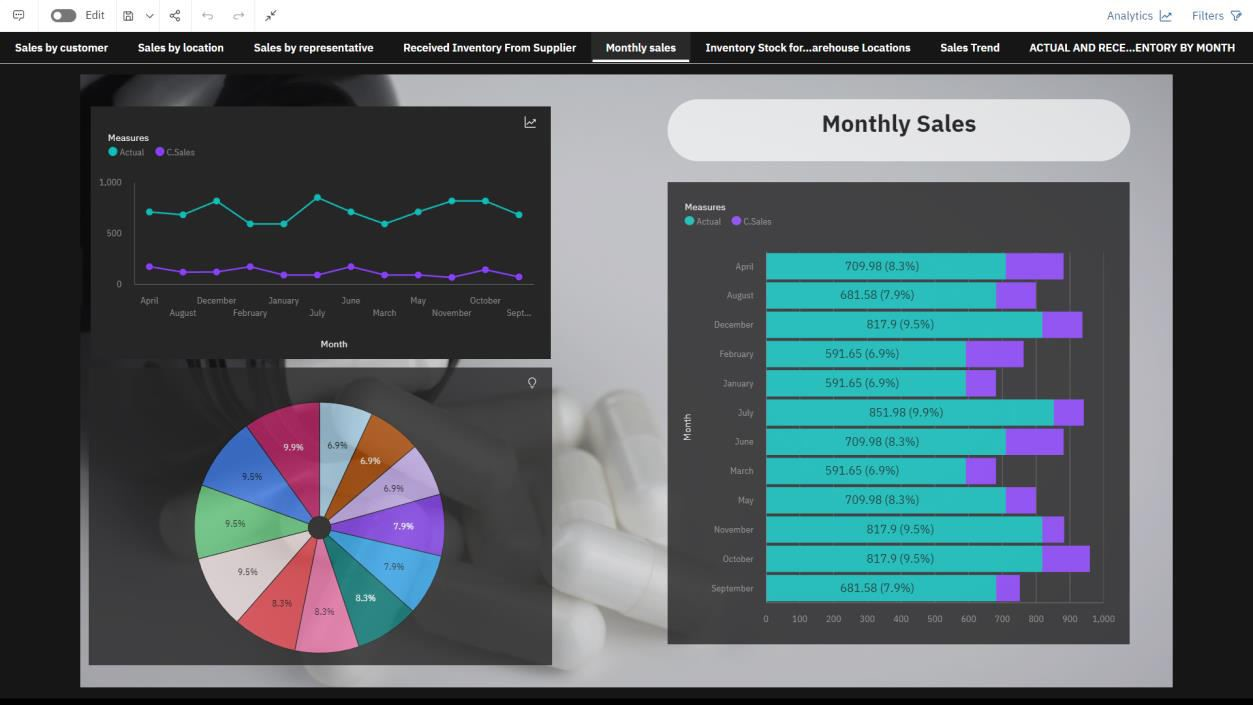 Edit
Analytics
Filters
Sales by customer
Sales by location
Sales by representative
Received Inventory From Supplier
Monthly sales
Inventory Stock for...arehouse Locations
Sales Trend
ACTUAL AND RECE...ENTORY BY MONTH
Measures
Actual C.Sales
1,000
500
0
April December January June May October
August February July March November Sept...
Month
9.9% 6.9%
6.9%
6.9%
7.9%
7.9%
8.3%
8.3%
8.3%
9.5%
9.5%
9.5%
Monthly Sales
Measures
Actual C.Sales
Month
April 709.98 (8.3%)
August 681.58 (7.9%)
December 817.9 (9.5%)
February 591.65 (6.9%)
January 591.65 (6.9%)
July 851.98 (9.9%)
June 709.98 (8.3%)
March 591.65 (6.9%)
May 709.98 (8.3%)
November 817.9 (9.5%)
October 817.9 (9.5%)
September 681.58 (7.9%)
0 100 200 300 400 500 600 700 800 900 1,000